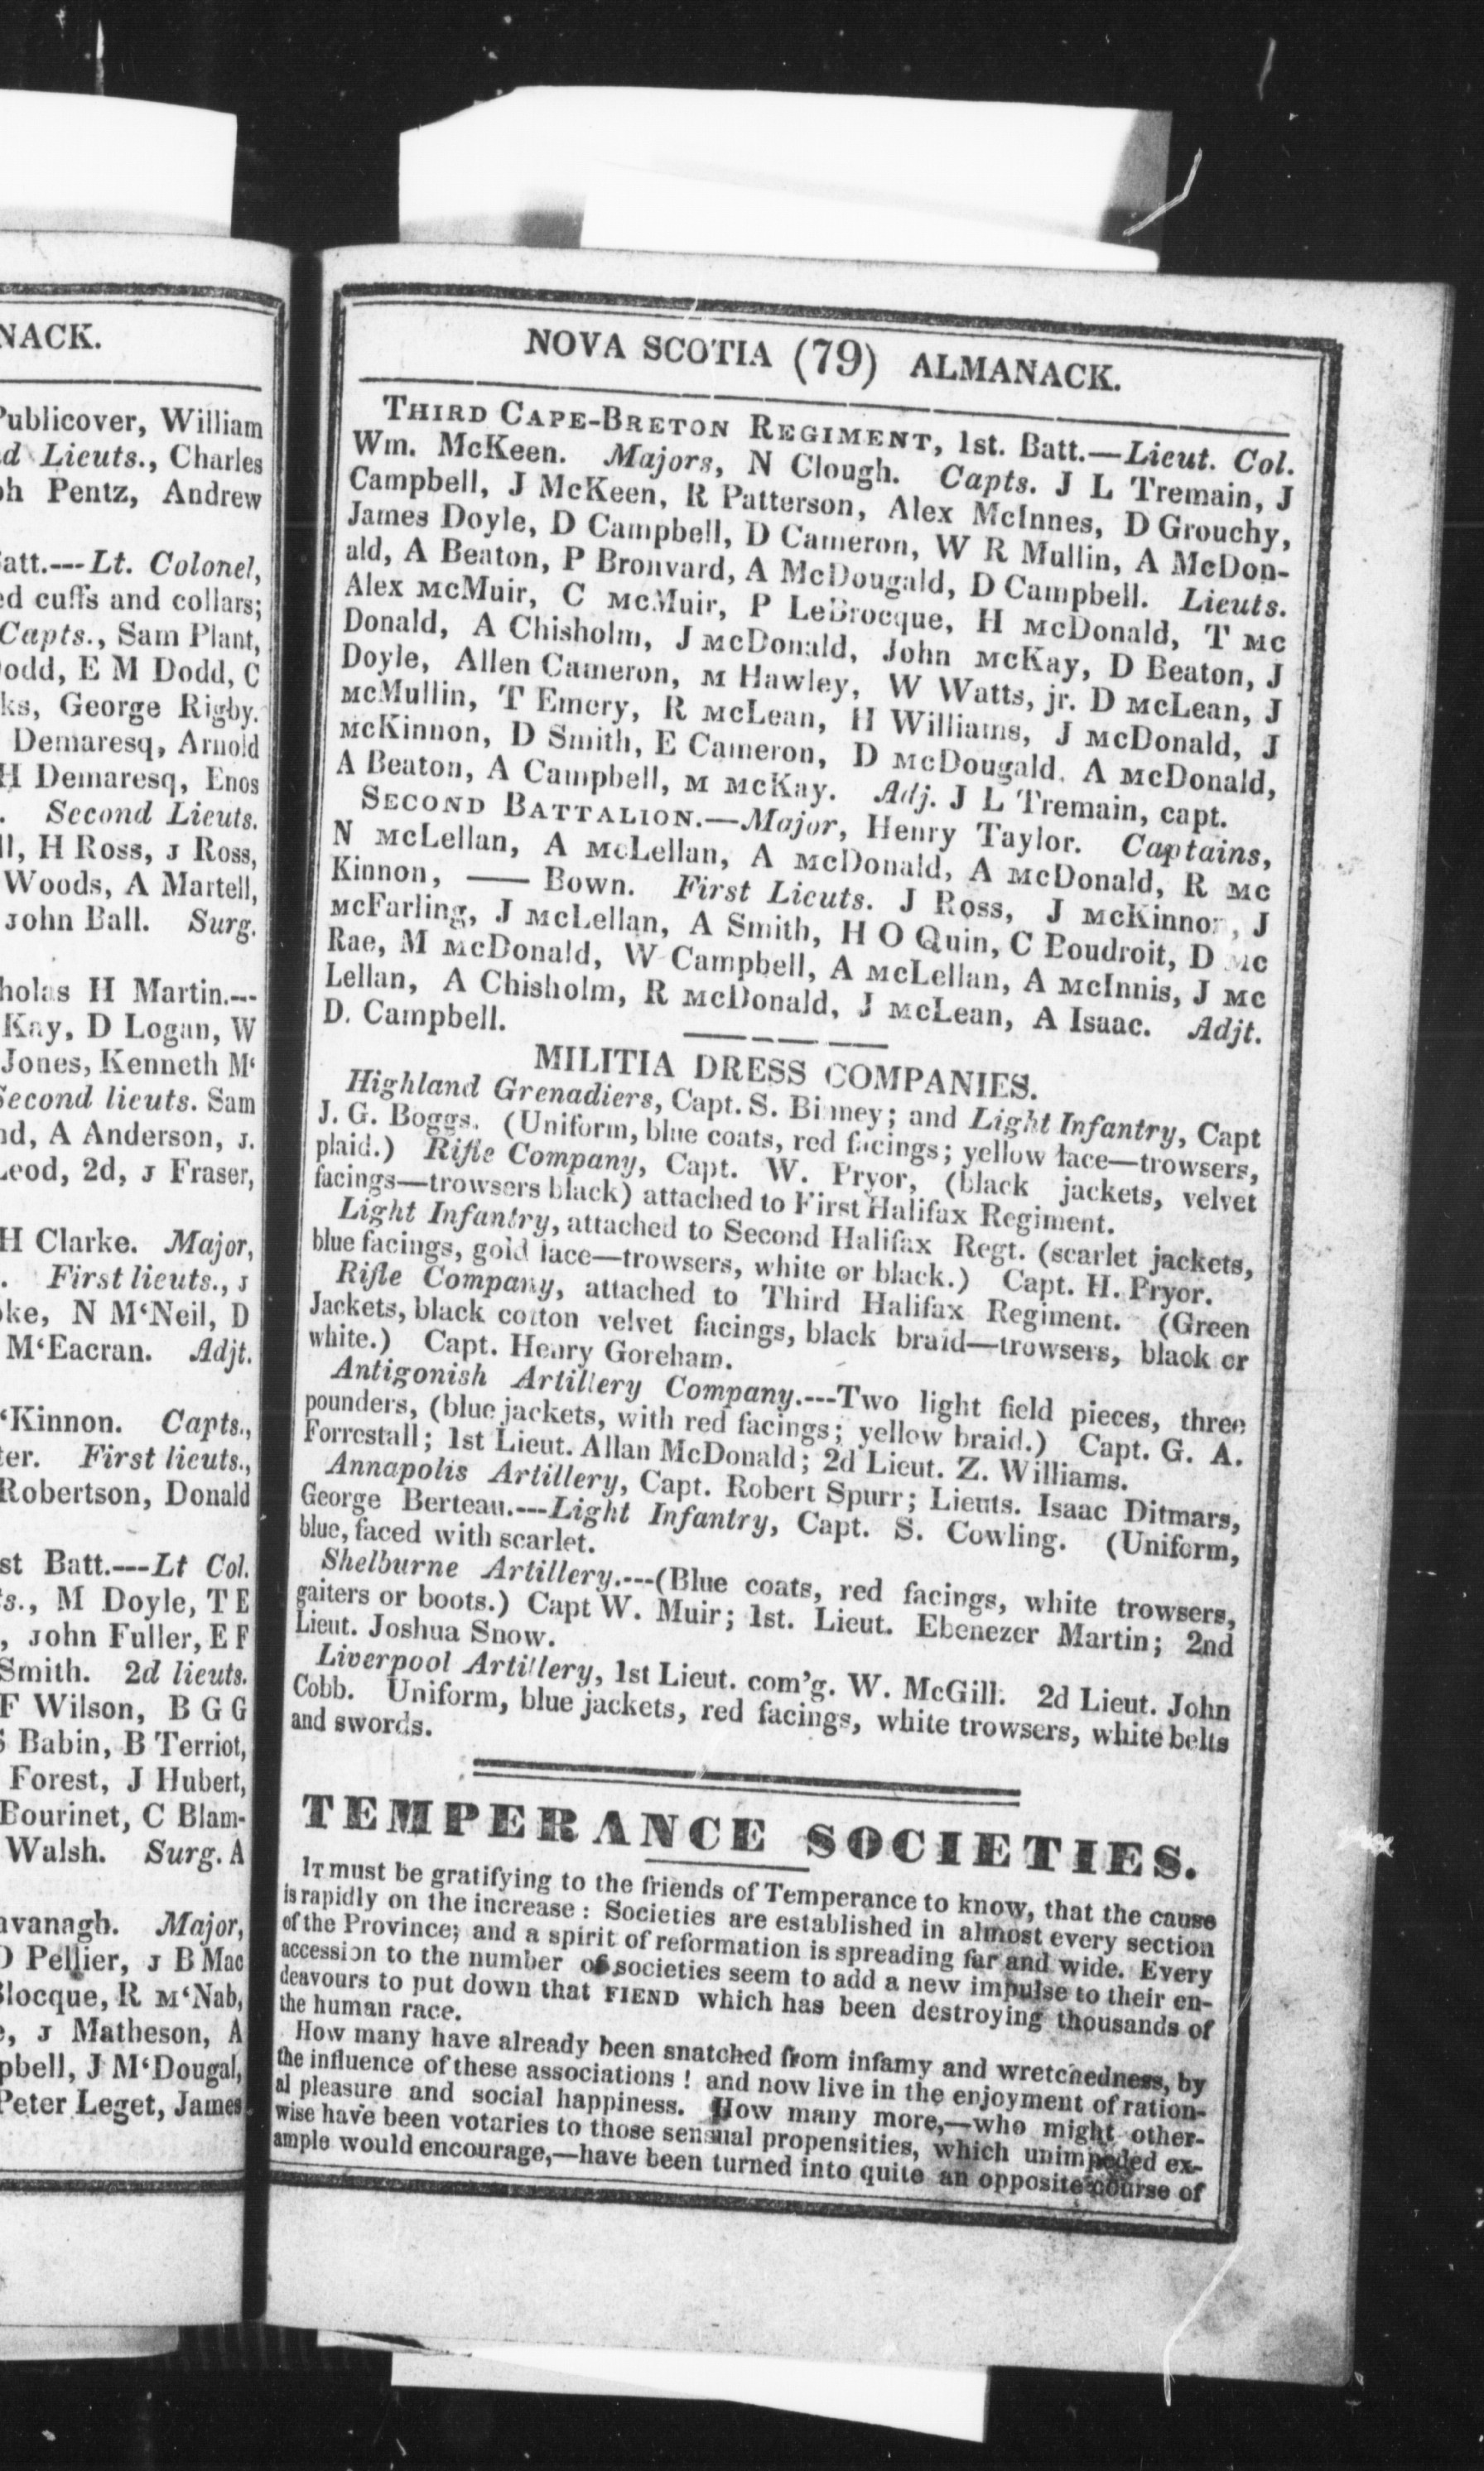 NACK.
Publicover, William
d Lieuts., Charles
ph Pentz, Andrew
att.---Lt. Colonel,
ed cuffs and collars;
Capts., Sam Plant,
odd, E M Dodd, C
ks, George Rigby.
Demaresq, Arnold
H Demaresq, Enos
. Second Lieuts.
ll, H Ross, J Ross,
Woods, A Martell,
John Ball. Surg.
holas H Martin.---
Kay, D Logan, W
Jones, Kenneth M'
Second lieuts. Sam
nd, A Anderson, J.
Leod, 2d, J Fraser,
H Clarke. Major,
. First lieuts., J
oke, N M'Neil, D
M'Eacran. Adjt.
'Kinnon. Capts.,
ter. First lieuts.,
Robertson, Donald
st Batt.---Lt Col.
ts., M Doyle, T E
, John Fuller, E F
Smith. 2d lieuts.
F Wilson, B G G
S Babin, B Terriot,
Forest, J Hubert,
Bourinet, C Blam-
Walsh. Surg. A
avanagh. Major,
D Pellier, J B Mac
Blocque, R M'Nab,
e, J Matheson, A
pbell, J M'Dougal,
Peter Leget, James
NOVA SCOTIA (79) ALMANACK.
THIRD CAPE-BRETON REGIMENT, 1st. Batt.—Lieut. Col.
Wm. McKeen. Majors, N Clough. Capts. J L Tremain, J
Campbell, J McKeen, R Patterson, Alex McInnes, D Grouchy,
James Doyle, D Campbell, D Cameron, W R Mullin, A McDon-
ald, A Beaton, P Bronvard, A McDougald, D Campbell. Lieuts.
Alex McMuir, C McMuir, P LeBrocque, H McDonald, T Mc
Donald, A Chisholm, J McDonald, John McKay, D Beaton, J
Doyle, Allen Cameron, M Hawley, W Watts, jr. D McLean, J
McMullin, T Emery, R McLean, H Williams, J McDonald, J
McKinnon, D Smith, E Cameron, D McDougald, A McDonald,
A Beaton, A Campbell, M McKay. Adj. J L Tremain, capt.
SECOND BATTALION.—Major, Henry Taylor. Captains,
N McLellan, A McLellan, A McDonald, A McDonald, R Mc
Kinnon, —— Bown. First Lieuts. J Ross, J McKinnon, J
McFarling, J McLellan, A Smith, H O Quin, C Boudroit, D Mc
Rae, M McDonald, W Campbell, A McLellan, A McInnis, J Mc
Lellan, A Chisholm, R McDonald, J McLean, A Isaac. Adjt.
D. Campbell.
MILITIA DRESS COMPANIES.
Highland Grenadiers, Capt. S. Binney; and Light Infantry, Capt
J. G. Boggs. (Uniform, blue coats, red facings; yellow lace—trowsers,
plaid.) Rifle Company, Capt. W. Pryor, (black jackets, velvet
facings—trowsers black) attached to First Halifax Regiment.
Light Infantry, attached to Second Halifax Regt. (scarlet jackets,
blue facings, gold lace—trowsers, white or black.) Capt. H. Pryor.
Rifle Company, attached to Third Halifax Regiment. (Green
Jackets, black cotton velvet facings, black braid—trowsers, black or
white.) Capt. Henry Goreham.
Antigonish Artillery Company.---Two light field pieces, three
pounders, (blue jackets, with red facings; yellow braid.) Capt. G. A.
Forrestall; 1st Lieut. Allan McDonald; 2d Lieut. Z. Williams.
Annapolis Artillery, Capt. Robert Spurr; Lieuts. Isaac Ditmars,
George Berteau.---Light Infantry, Capt. S. Cowling. (Uniform,
blue, faced with scarlet.
Shelburne Artillery.---(Blue coats, red facings, white trowsers,
gaiters or boots.) Capt W. Muir; 1st. Lieut. Ebenezer Martin; 2nd
Lieut. Joshua Snow.
Liverpool Artillery, 1st Lieut. com'g. W. McGill. 2d Lieut. John
Cobb. Uniform, blue jackets, red facings, white trowsers, white belts
and swords.
TEMPERANCE SOCIETIES.
IT must be gratifying to the friends of Temperance to know, that the cause
is rapidly on the increase: Societies are established in almost every section
of the Province; and a spirit of reformation is spreading far and wide. Every
accession to the number of societies seem to add a new impulse to their en-
deavours to put down that FIEND which has been destroying thousands of
the human race.
How many have already been snatched from infamy and wretchedness, by
the influence of these associations! and now live in the enjoyment of ration-
al pleasure and social happiness. How many more,—who might other-
wise have been votaries to those sensual propensities, which unimpeded ex-
ample would encourage,—have been turned into quite an opposite course of